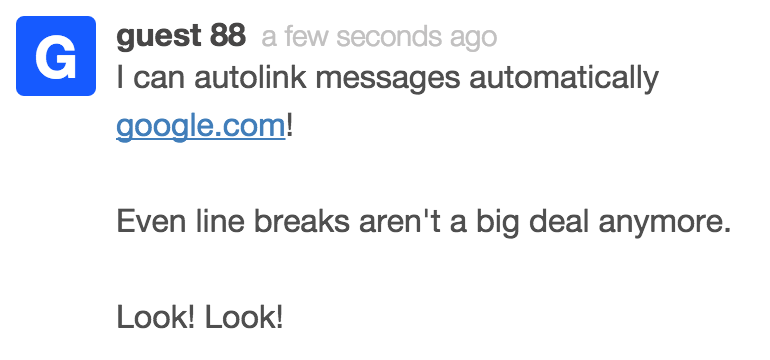 G
guest 88 a few seconds ago
I can autolink messages automatically
google.com!
Even line breaks aren't a big deal anymore.
Look! Look!